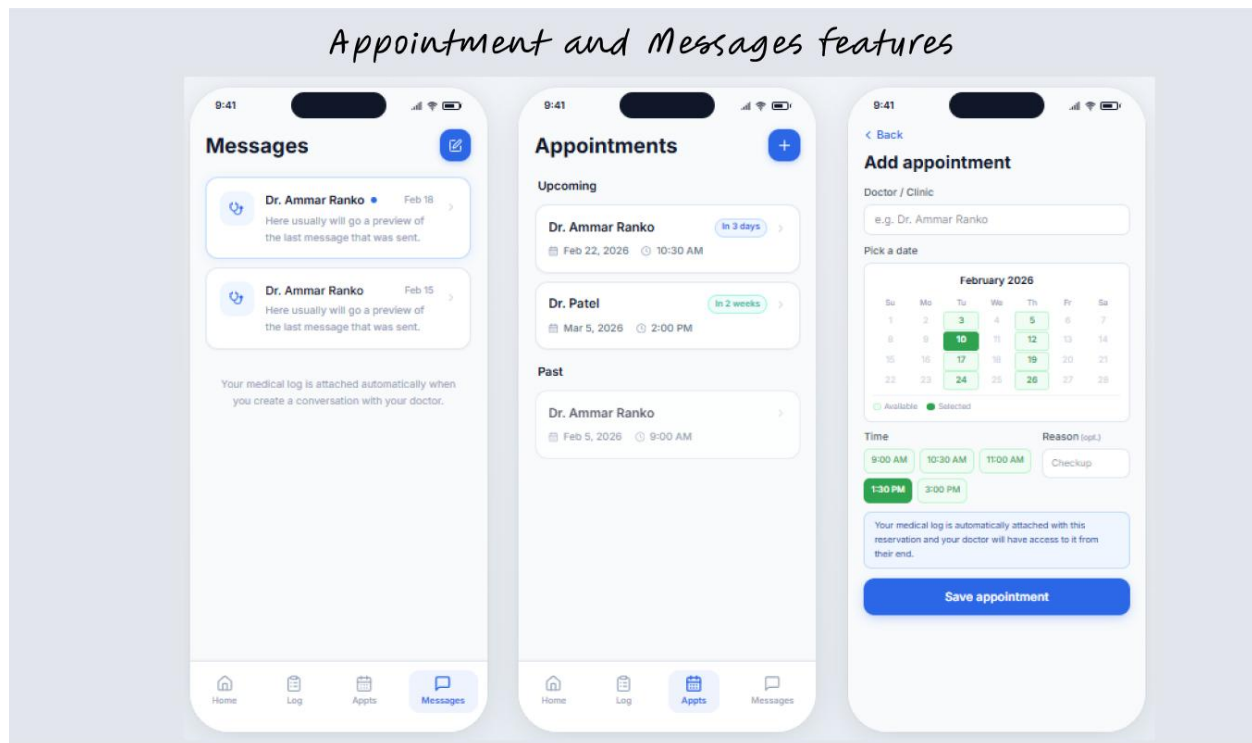 Appointment and Messages features
9:41
Messages
Dr. Ammar Ranko
Feb 18
Here usually will go a preview of
the last message that was sent.
Dr. Ammar Ranko
Feb 15
Here usually will go a preview of
the last message that was sent.
Your medical log is attached automatically when
you create a conversation with your doctor.
Home Log Appts Messages
9:41
Appointments
Upcoming
Dr. Ammar Ranko
In 3 days
Feb 22, 2026 10:30 AM
Dr. Patel
In 2 weeks
Mar 5, 2026 2:00 PM
Past
Dr. Ammar Ranko
Feb 5, 2026 9:00 AM
Home Log Appts Messages
9:41
Back
Add appointment
Doctor / Clinic
e.g. Dr. Ammar Ranko
Pick a date
February 2026
Su Mo Tu We Th Fr Sa
1 2 3 4 5 6 7
8 9 10 11 12 13 14
15 16 17 18 19 20 21
22 23 24 25 26 27 28
Available Selected
Time
Reason (opt.)
9:00 AM 10:30 AM 11:00 AM
Checkup
1:30 PM 3:00 PM
Your medical log is automatically attached with this
reservation and your doctor will have access to it from
their end.
Save appointment